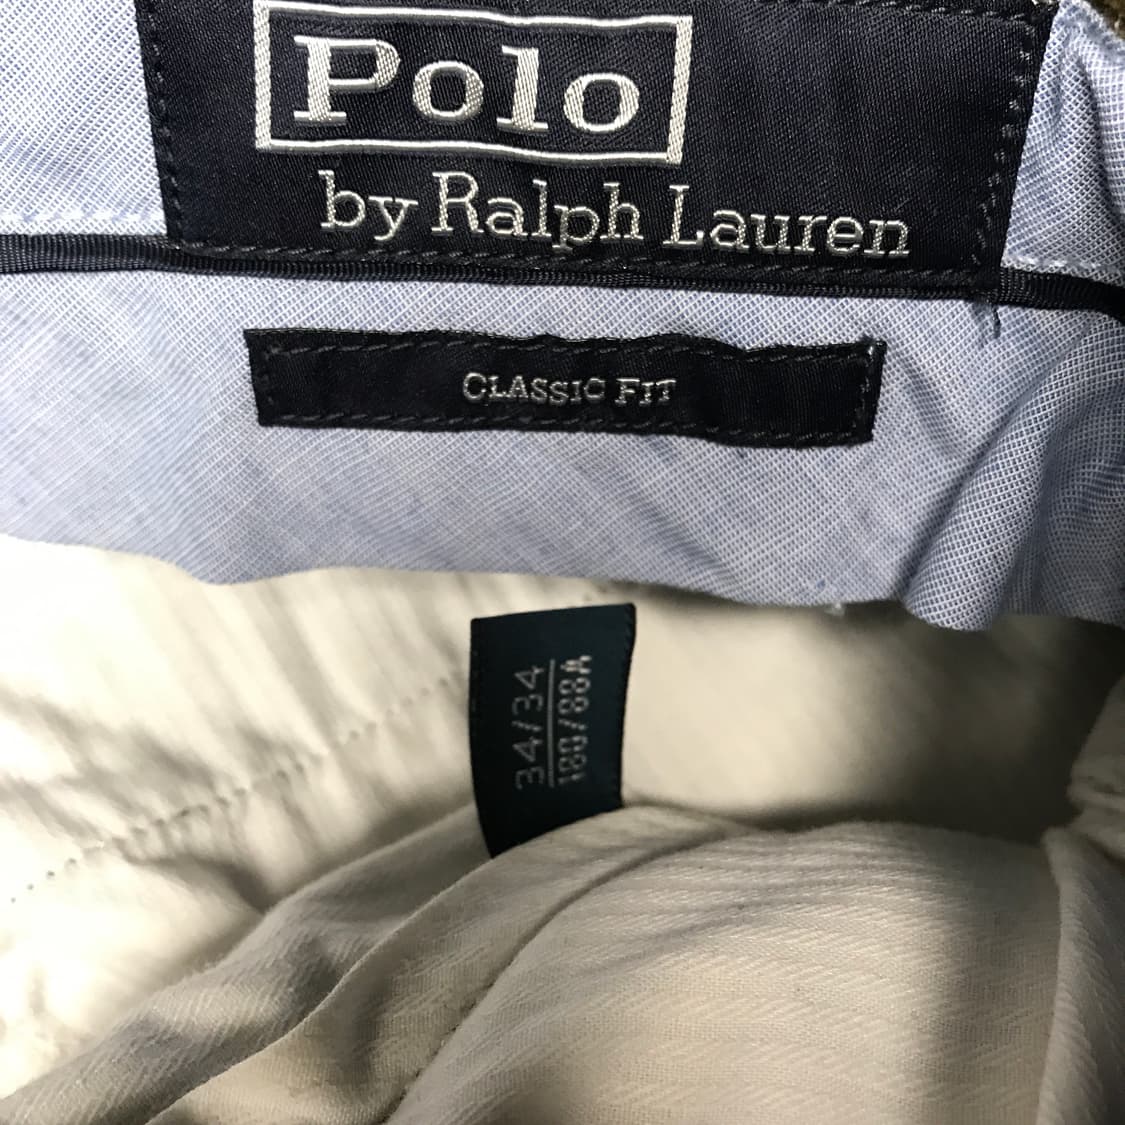 Polo
by Ralph Lauren
CLASSIC FIT
34/34
180/88A